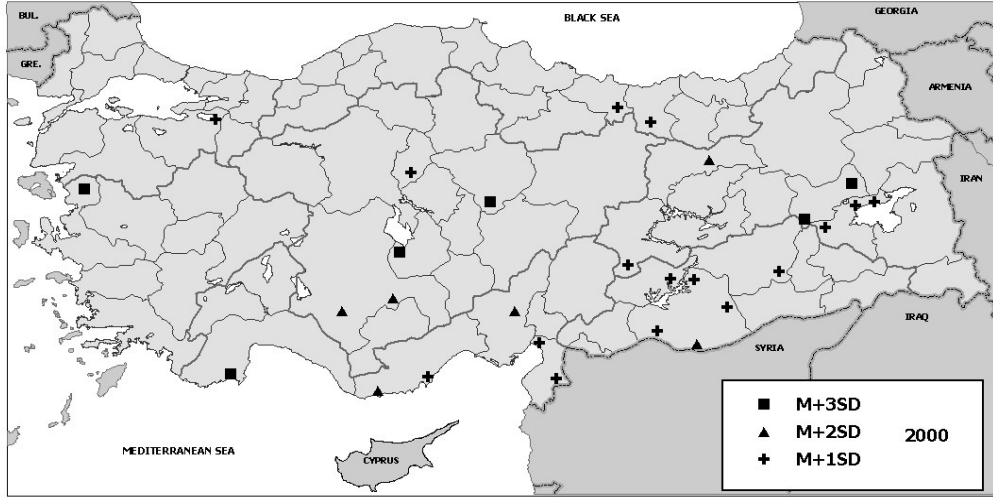 BUL.
BLACK SEA
GEORGIA
GRE.
ARMENIA
IRAN
IRAQ
SYRIA
MEDITERRANEAN SEA
CYPRUS
M+3SD
M+2SD
2000
M+1SD